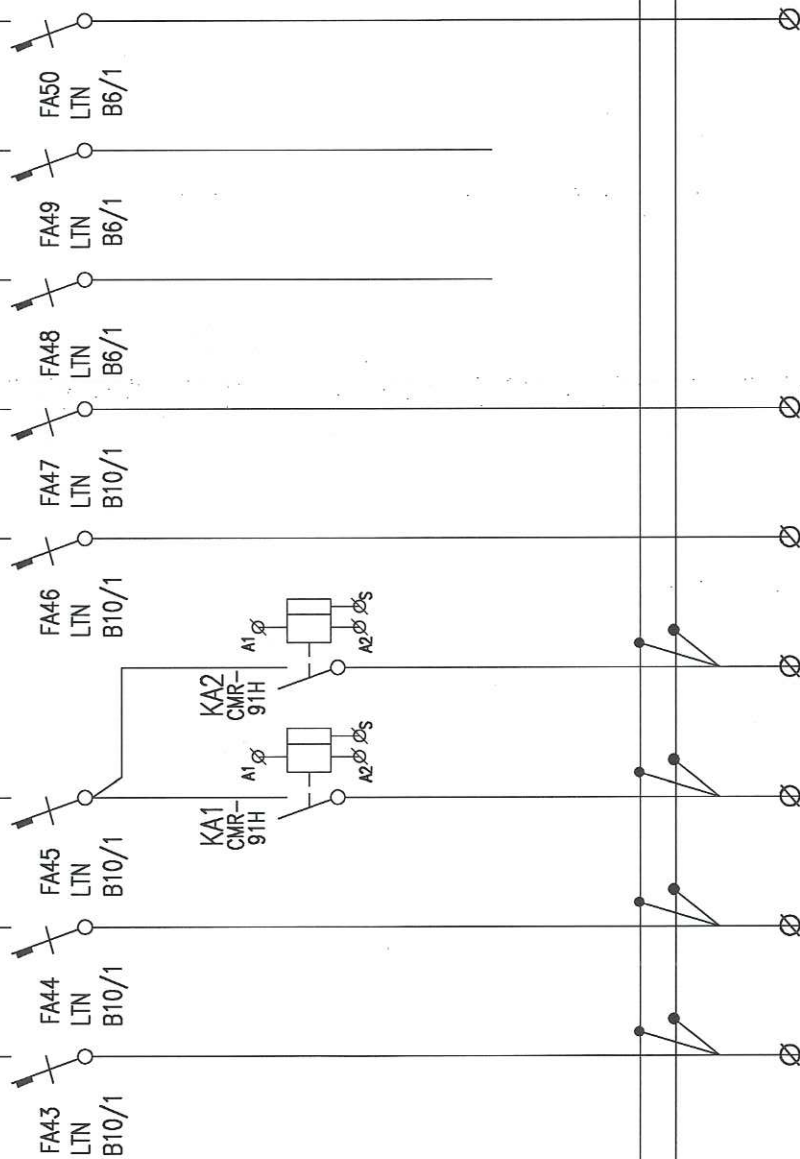 FA50
LTN
B6/1
FA49
LTN
B6/1
FA48
LTN
B6/1
FA47
LTN
B10/1
FA46
LTN
B10/1
A1
A2
S
KA2
CMR-
91H
A1
A2
S
KA1
CMR-
91H
FA45
LTN
B10/1
FA44
LTN
B10/1
FA43
LTN
B10/1